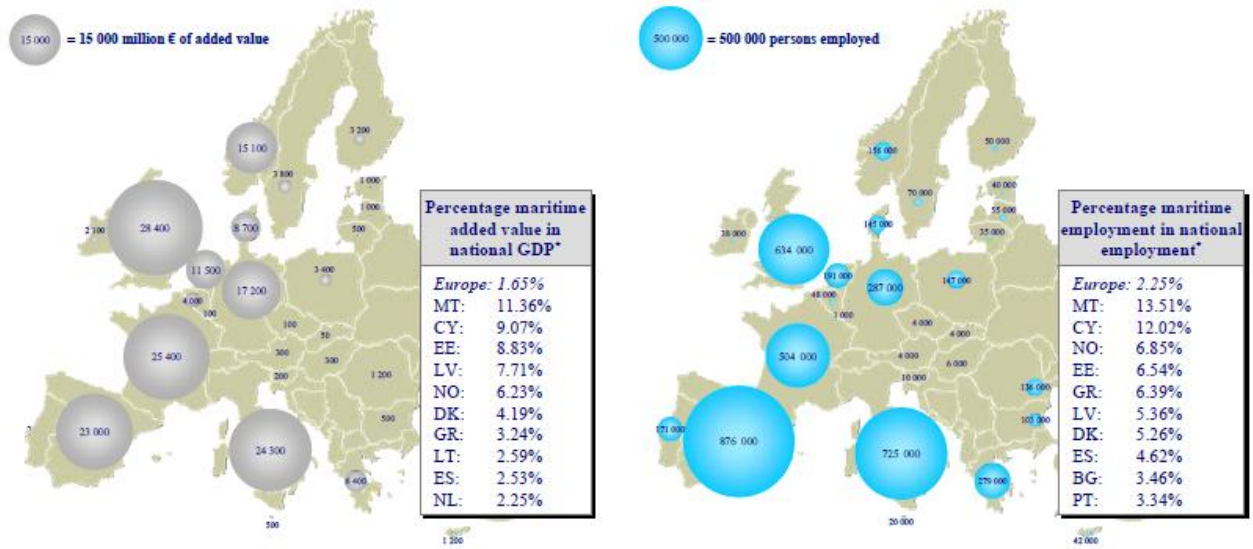 15 000 = 15 000 million € of added value
3 200
15 100
3 800
1 000
1 000
500
2 100
28 400
8 700
11 500
3 400
17 200
4 000
100
100
50
25 400
300
300
200
1 200
23 000
500
24 300
6 400
500
1 200
Percentage maritime
added value in
national GDP*
Europe: 1.65%
MT: 11.36%
CY: 9.07%
EE: 8.83%
LV: 7.71%
NO: 6.23%
DK: 4.19%
GR: 3.24%
LT: 2.59%
ES: 2.53%
NL: 2.25%
500 000 = 500 000 persons employed
50 000
156 000
70 000
40 000
55 000
35 000
145 000
38 000
634 000
191 000
287 000
147 000
48 000
1 000
4 000
6 000
504 000
4 000
6 000
10 000
136 000
171 000
876 000
725 000
279 000
20 000
42 000
Percentage maritime
employment in national
employment*
Europe: 2.25%
MT: 13.51%
CY: 12.02%
NO: 6.85%
EE: 6.54%
GR: 6.39%
LV: 5.36%
DK: 5.26%
ES: 4.62%
BG: 3.46%
PT: 3.34%